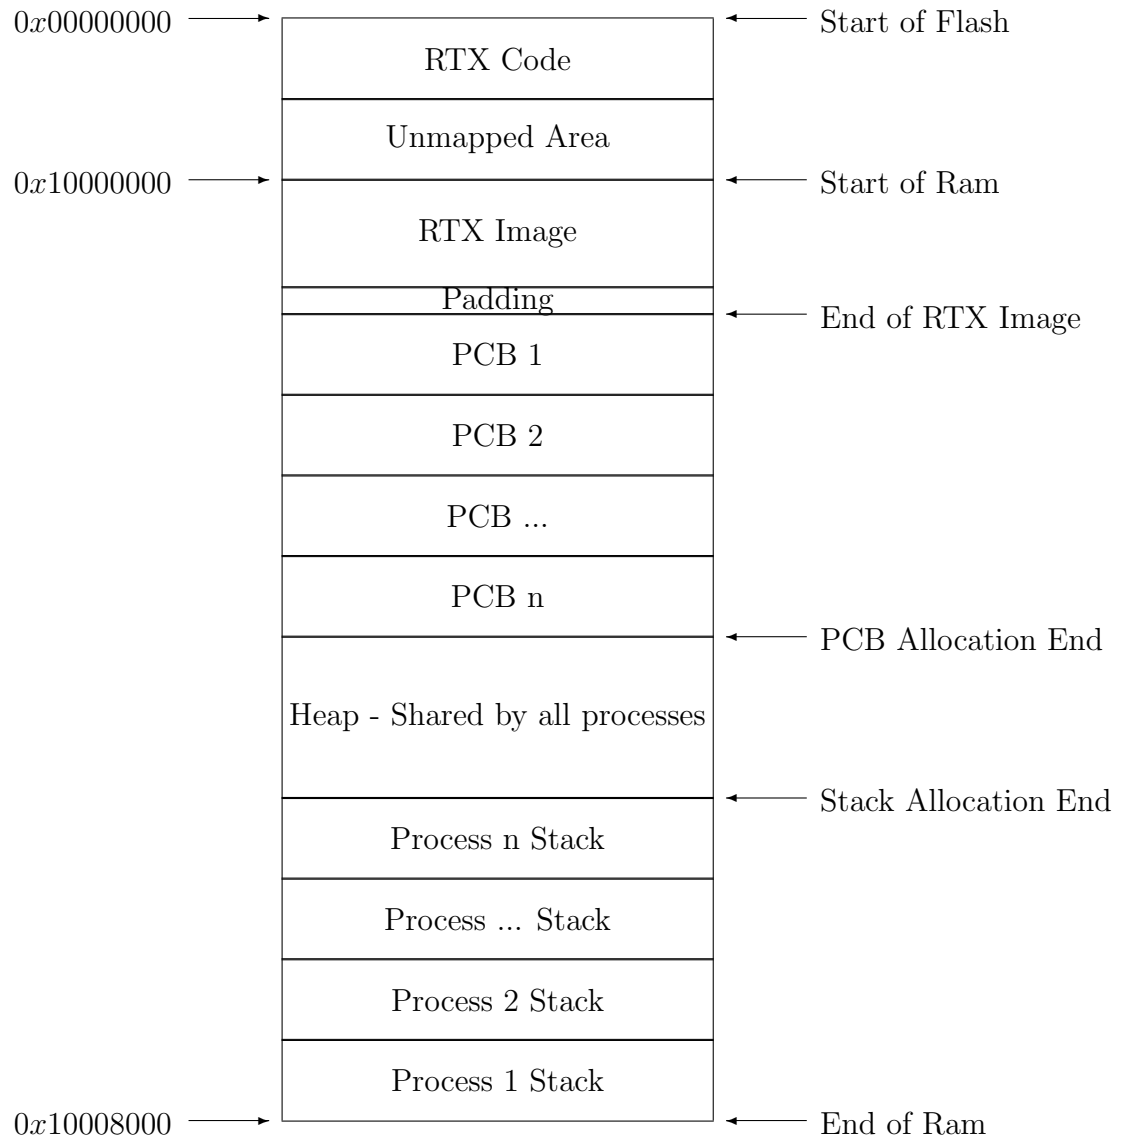 0x00000000
Start of Flash
RTX Code
Unmapped Area
0x10000000
Start of Ram
RTX Image
Padding
End of RTX Image
PCB 1
PCB 2
PCB ...
PCB n
PCB Allocation End
Heap - Shared by all processes
Stack Allocation End
Process n Stack
Process ... Stack
Process 2 Stack
Process 1 Stack
0x10008000
End of Ram